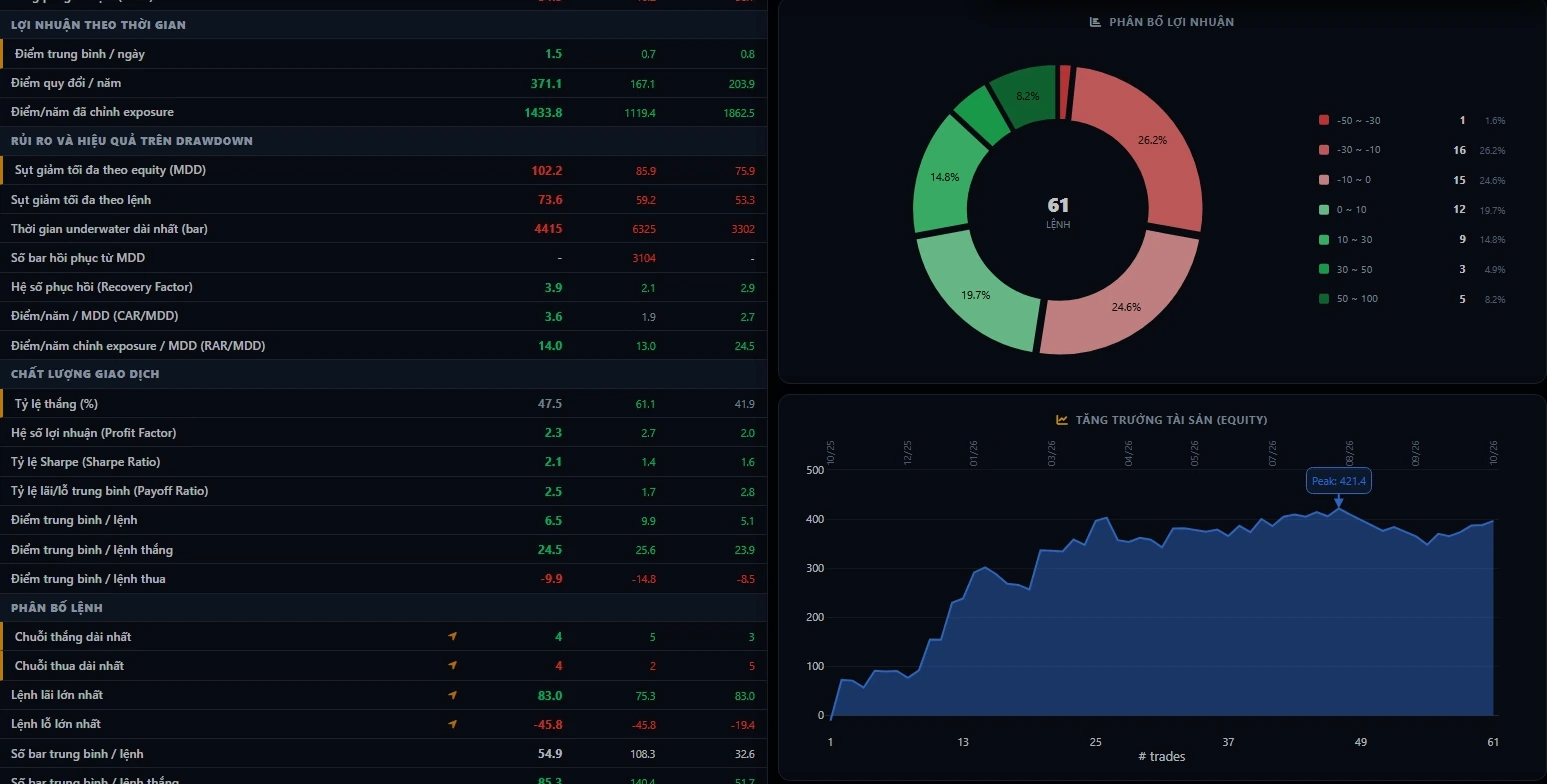 LỢI NHUẬN THEO THỜI GIAN
Điểm trung bình / ngày 1.5 0.7 0.8
Điểm quy đổi / năm 371.1 167.1 203.9
Điểm/năm đã chỉnh exposure 1433.8 1119.4 1862.5
RỦI RO VÀ HIỆU QUẢ TRÊN DRAWDOWN
Sụt giảm tối đa theo equity (MDD) 102.2 85.9 75.9
Sụt giảm tối đa theo lệnh 73.6 59.2 53.3
Thời gian underwater dài nhất (bar) 4415 6325 3302
Số bar hồi phục từ MDD - 3104 -
Hệ số phục hồi (Recovery Factor) 3.9 2.1 2.9
Điểm/năm / MDD (CAR/MDD) 3.6 1.9 2.7
Điểm/năm chỉnh exposure / MDD (RAR/MDD) 14.0 13.0 24.5
CHẤT LƯỢNG GIAO DỊCH
Tỷ lệ thắng (%) 47.5 61.1 41.9
Hệ số lợi nhuận (Profit Factor) 2.3 2.7 2.0
Tỷ lệ Sharpe (Sharpe Ratio) 2.1 1.4 1.6
Tỷ lệ lãi/lỗ trung bình (Payoff Ratio) 2.5 1.7 2.8
Điểm trung bình / lệnh 6.5 9.9 5.1
Điểm trung bình / lệnh thắng 24.5 25.6 23.9
Điểm trung bình / lệnh thua -9.9 -14.8 -8.5
PHÂN BỐ LỆNH
Chuỗi thắng dài nhất 4 5 3
Chuỗi thua dài nhất 4 2 5
Lệnh lãi lớn nhất 83.0 75.3 83.0
Lệnh lỗ lớn nhất -45.8 -45.8 -19.4
Số bar trung bình / lệnh 54.9 108.3 32.6
Số bar trung bình / lệnh thắng 85.3 140.4 51.7
PHÂN BỔ LỢI NHUẬN
8.2%
26.2%
14.8%
61
LỆNH
19.7%
24.6%
-50 ~ -30 1 1.6%
-30 ~ -10 16 26.2%
-10 ~ 0 15 24.6%
0 ~ 10 12 19.7%
10 ~ 30 9 14.8%
30 ~ 50 3 4.9%
50 ~ 100 5 8.2%
TĂNG TRƯỞNG TÀI SẢN (EQUITY)
10/25 12/25 01/26 03/26 04/26 05/26 07/26 08/26 09/26 10/26
500
Peak: 421.4
400
300
200
100
0
1 13 25 37 49 61
# trades